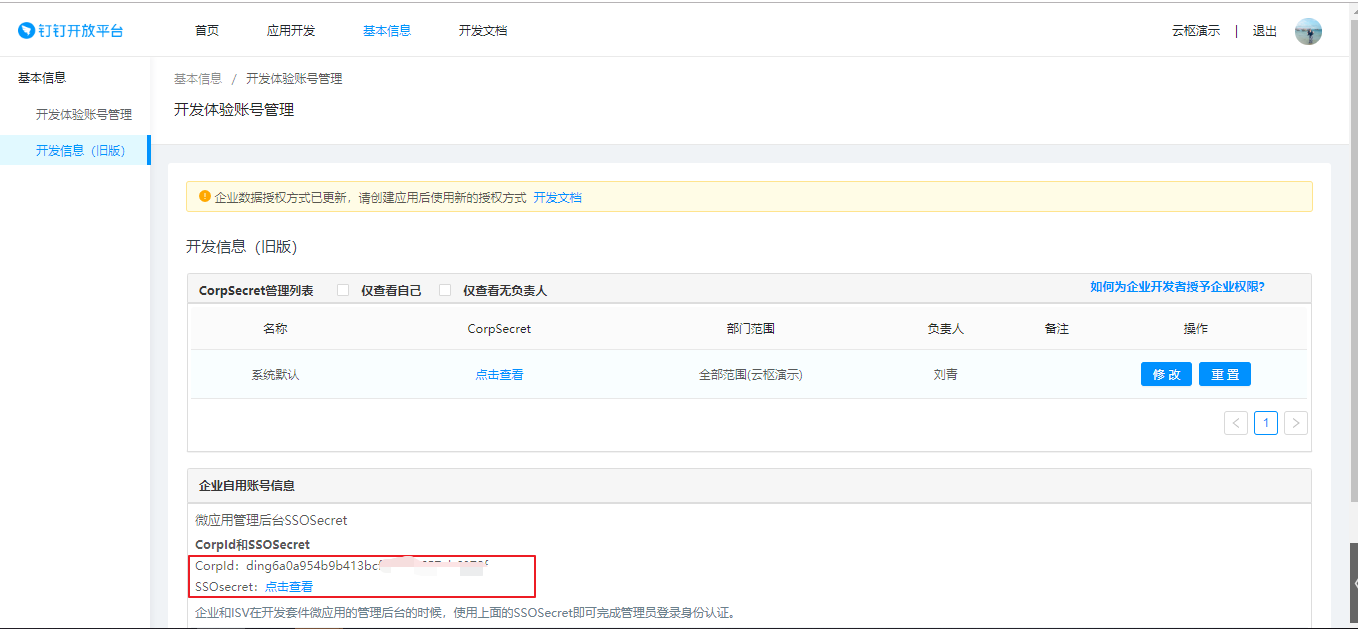 钉钉开放平台 首页 应用开发 基本信息 开发文档 云枢演示 | 退出
基本信息
开发体验账号管理
开发信息（旧版）
基本信息 / 开发体验账号管理
开发体验账号管理
企业数据授权方式已更新，请创建应用后使用新的授权方式 开发文档
开发信息（旧版）
CorpSecret管理列表 仅查看自己 仅查看无负责人 如何为企业开发者授予企业权限?
名称 CorpSecret 部门范围 负责人 备注 操作
系统默认 点击查看 全部范围(云枢演示) 刘青 修 改 重 置
< 1 >
企业自用账号信息
微应用管理后台SSOSecret
CorpId和SSOSecret
CorpId：ding6a0a954b9b413bc
SSOsecret：点击查看
企业和ISV在开发套件微应用的管理后台的时候，使用上面的SSOSecret即可完成管理员登录身份认证。